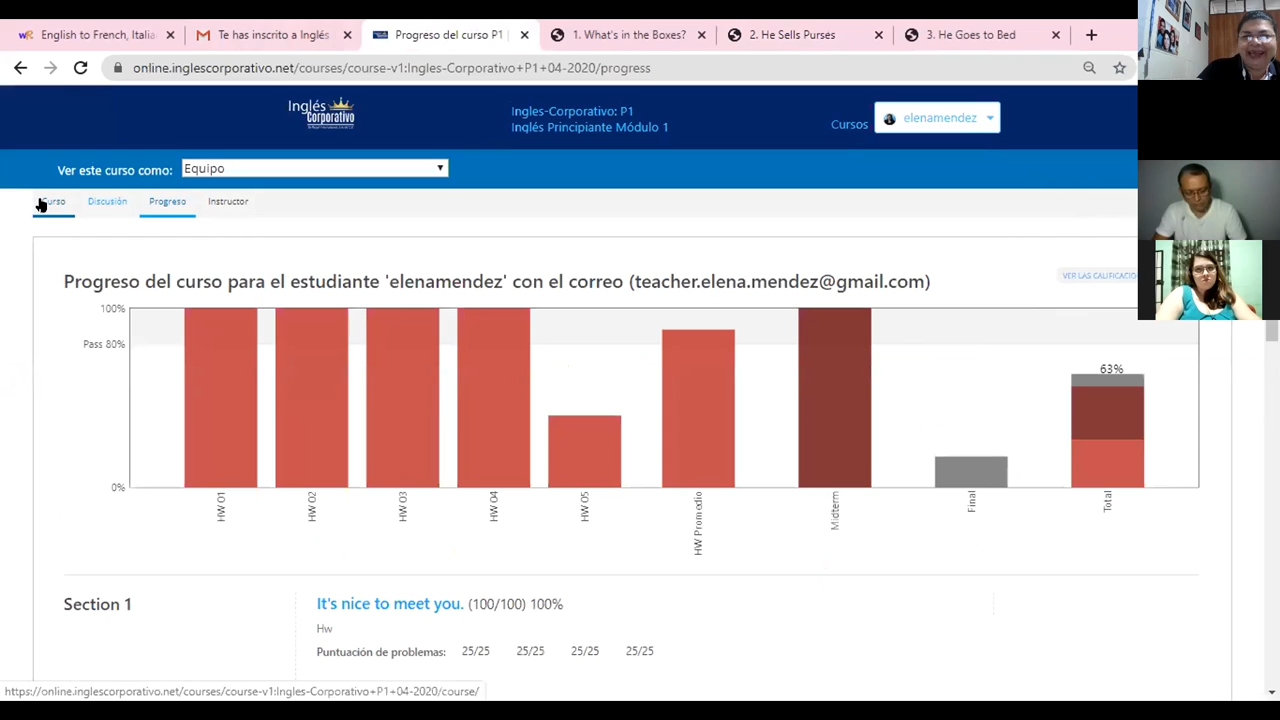 English to French, Italia
Te has inscrito a Inglés
Progreso del curso P1
1. What's in the Boxes?
2. He Sells Purses
3. He Goes to Bed
online.inglescorporativo.net/courses/course-v1:Ingles-Corporativo+P1+04-2020/progress
Inglés
Corporativo
Ingles-Corporativo: P1
Inglés Principiante Módulo 1
Cursos
elenamendez
Ver este curso como:
Equipo
Curso
Discusión
Progreso
Instructor
Progreso del curso para el estudiante 'elenamendez' con el correo (teacher.elena.mendez@gmail.com)
VER LAS CALIFICACIO
100%
Pass 80%
0%
63%
HW 01
HW 02
HW 03
HW 04
HW 05
HW Promedio
Midterm
Final
Total
Section 1
It's nice to meet you. (100/100) 100%
Hw
Puntuación de problemas: 25/25 25/25 25/25 25/25
https://online.inglescorporativo.net/courses/course-v1:Ingles-Corporativo+P1+04-2020/course/